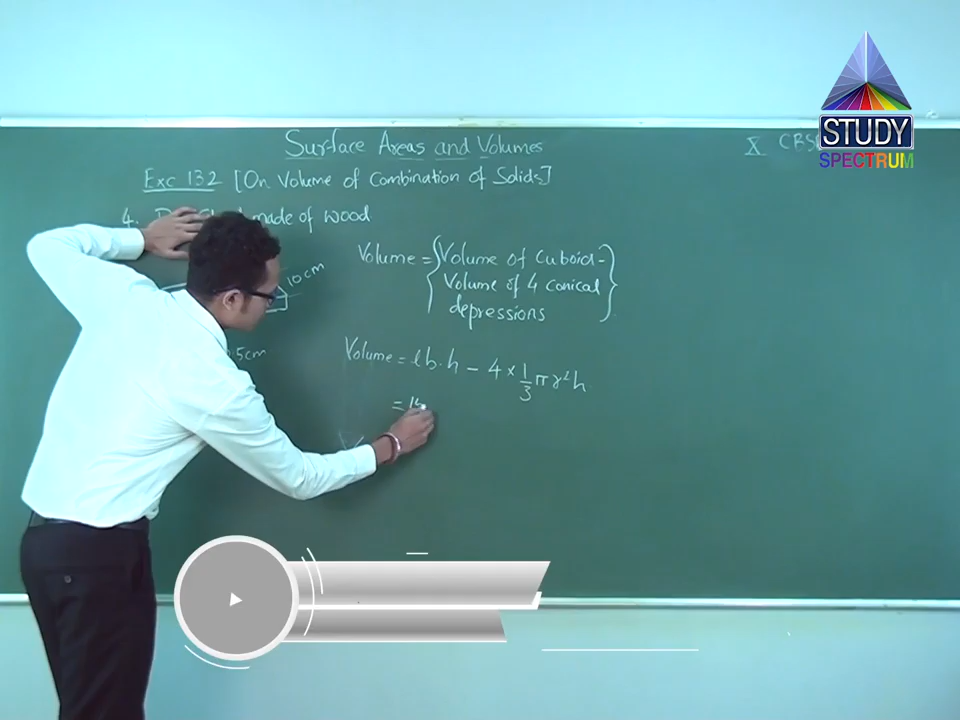 Surface Areas and Volumes
X CBS
STUDY
SPECTRUM
Exc 13.2 [On Volume of Combination of Solids]
4. made of wood
Volume = {Volume of Cuboid -
Volume of 4 conical
depressions}
10cm
.5cm
Volume = l b. h - 4 × 1/3 π r² h
=